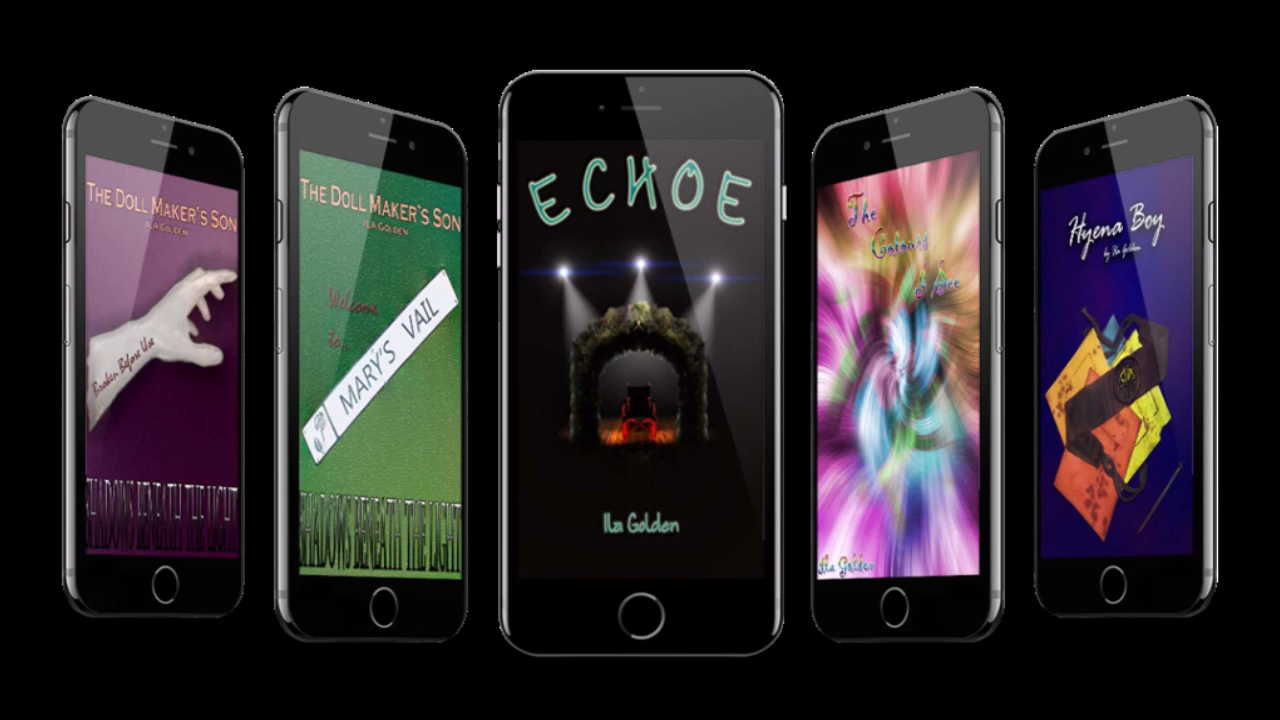 THE DOLL MAKER'S SON
ILA GOLDEN
Broken Before Use
SHADOWS BENEATH THE LIGHT
THE DOLL MAKER'S SON
ILA GOLDEN
Welcome
to...
MARY'S VAIL
SHADOWS BENEATH THE LIGHT
ECHOE
Ila Golden
The
Colours
I See
Ila Golden
Hyena Boy
by Ila Golden